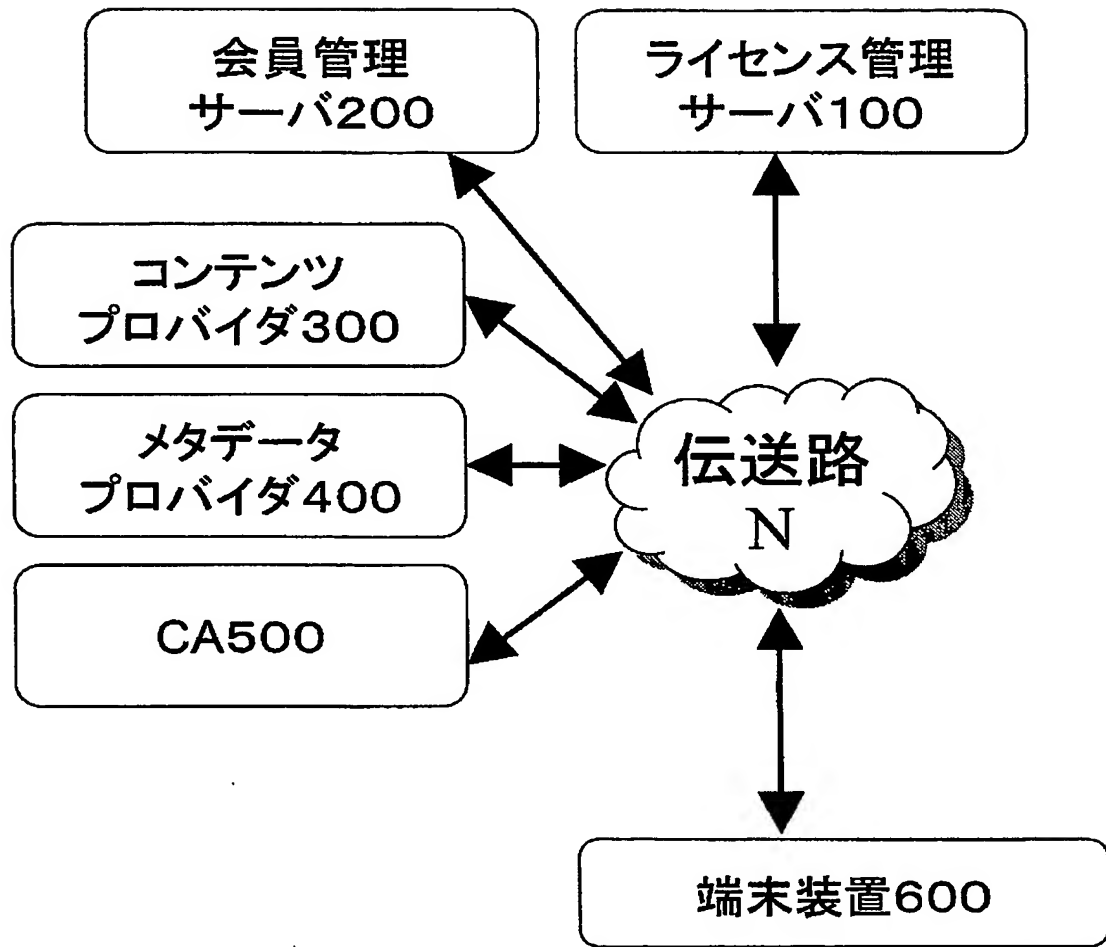 会員管理
サーバ200
ライセンス管理
サーバ100
コンテンツ
プロバイダ300
メタデータ
プロバイダ400
伝送路
N
CA500
端末装置600